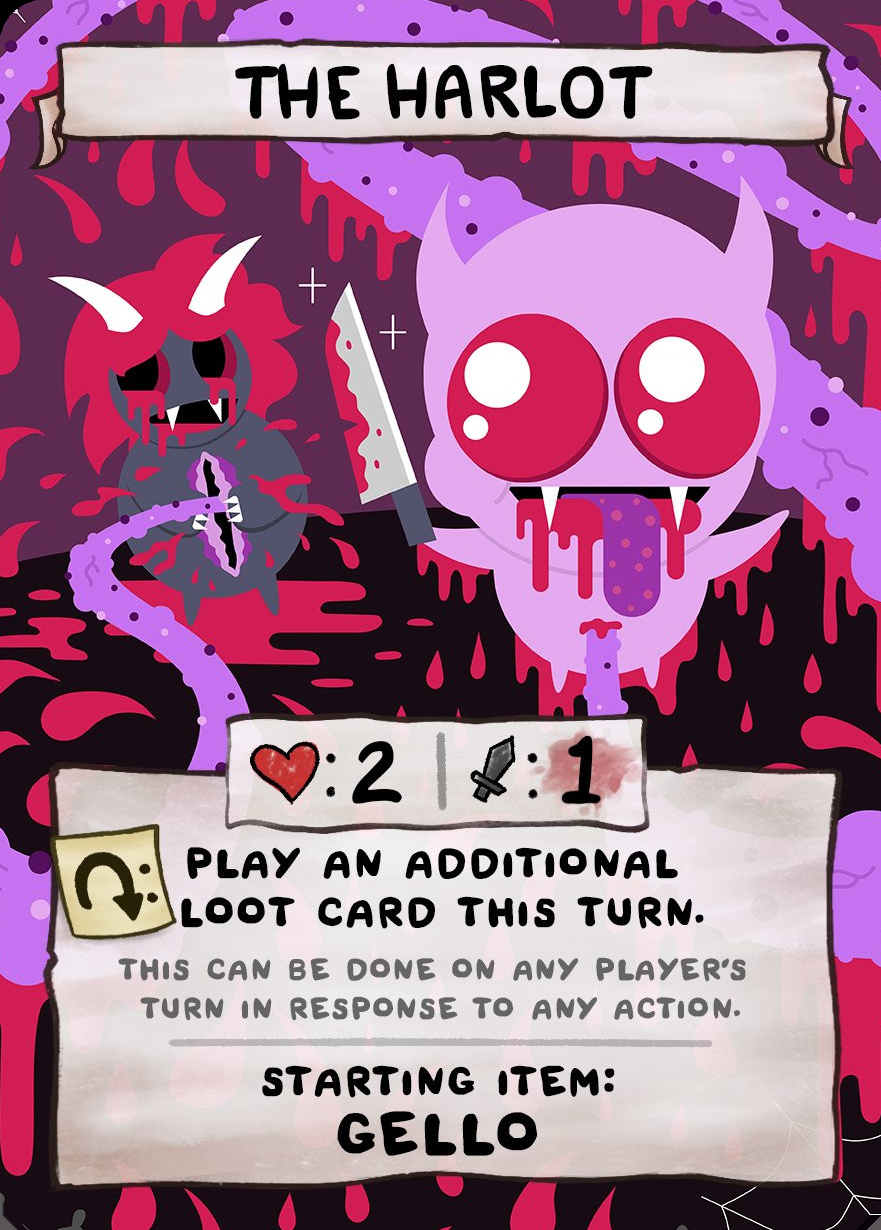 THE HARLOT
:2 | :1
: PLAY AN ADDITIONAL
LOOT CARD THIS TURN.
THIS CAN BE DONE ON ANY PLAYER'S
TURN IN RESPONSE TO ANY ACTION.
STARTING ITEM:
GELLO